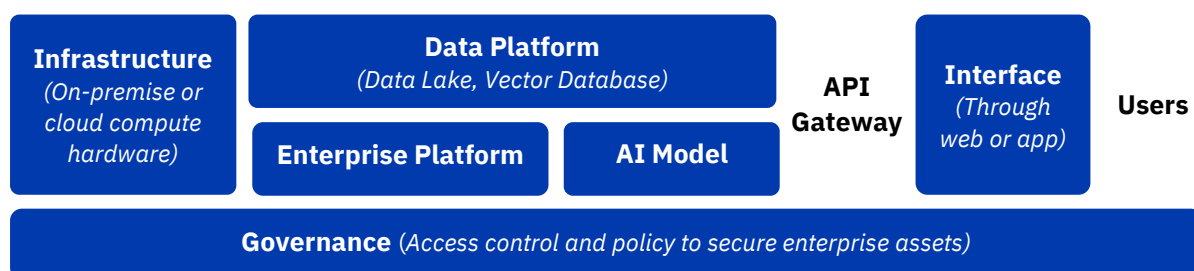 Infrastructure
(On-premise or
cloud compute
hardware)
Data Platform
(Data Lake, Vector Database)
Enterprise Platform
AI Model
API
Gateway
Interface
(Through
web or app)
Users
Governance (Access control and policy to secure enterprise assets)